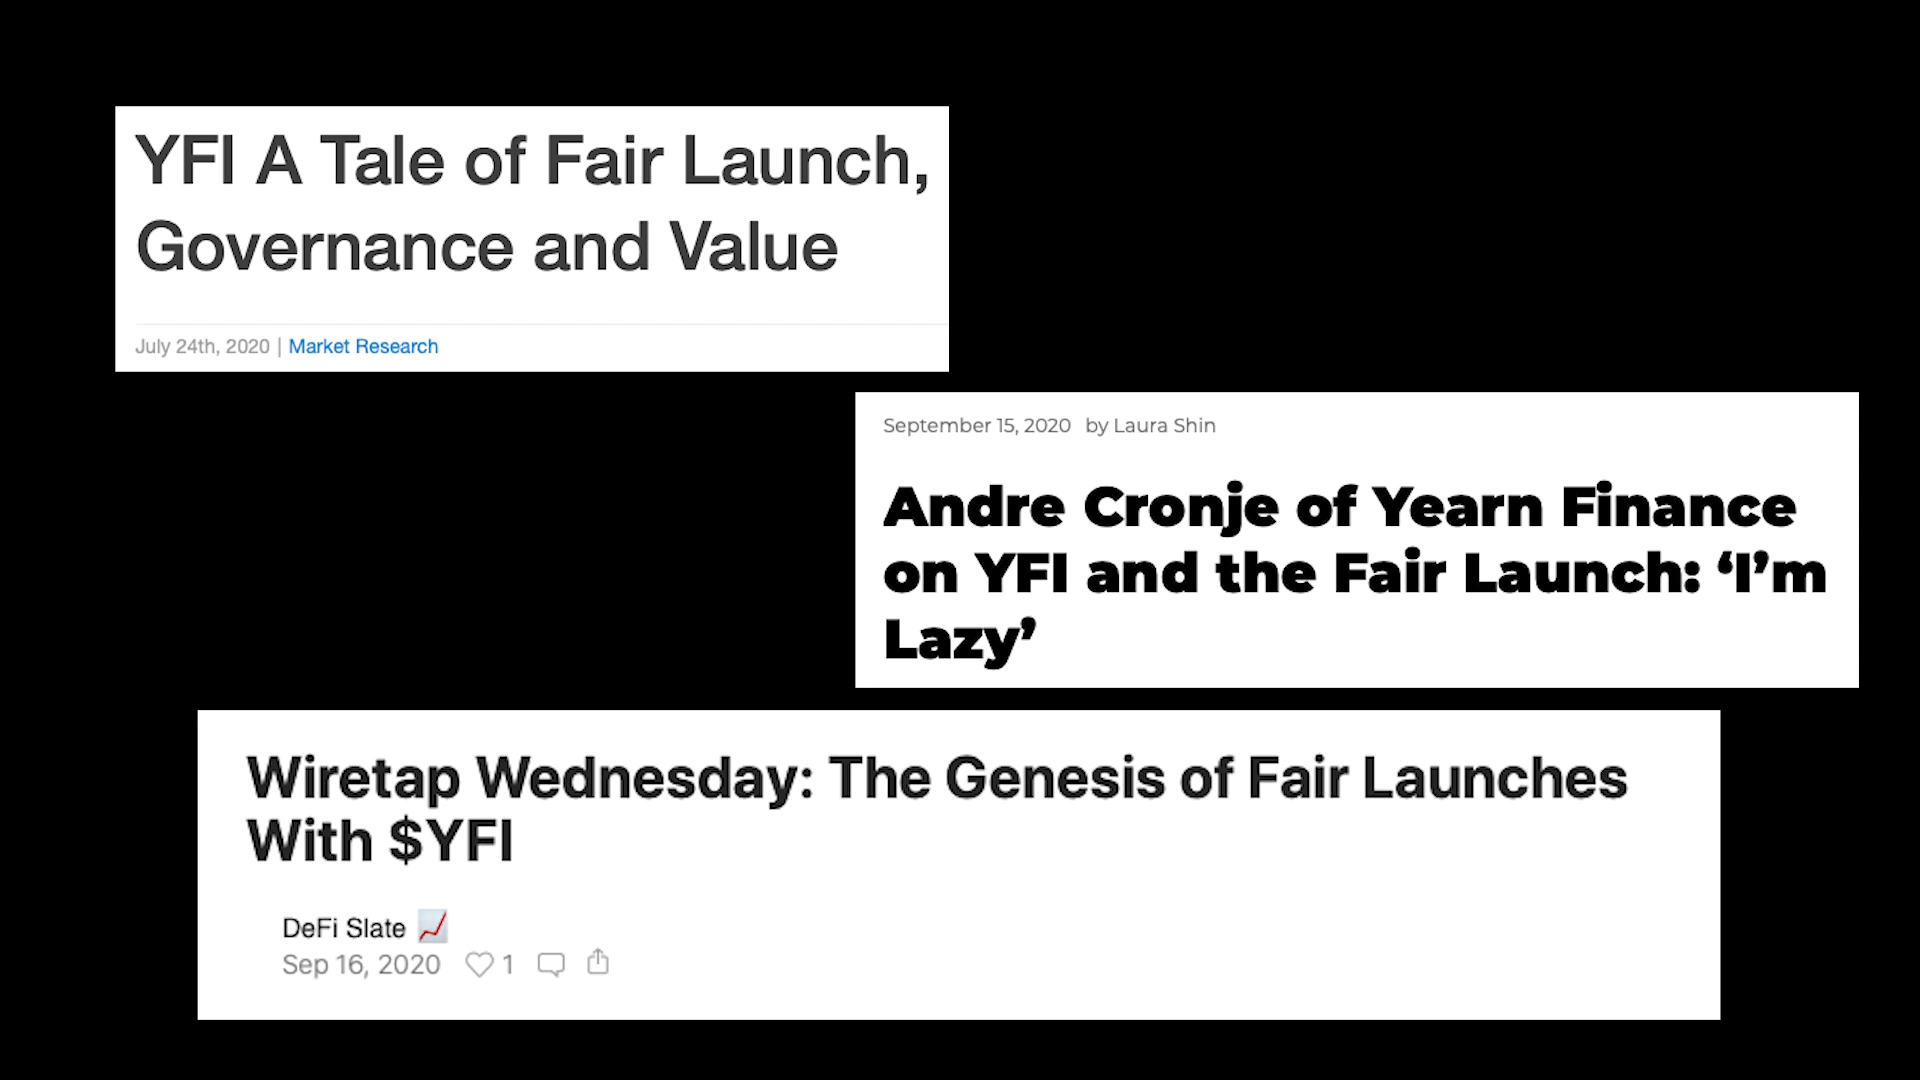 YFI A Tale of Fair Launch,
Governance and Value
July 24th, 2020 | Market Research
September 15, 2020 by Laura Shin
Andre Cronje of Yearn Finance
on YFI and the Fair Launch: ‘I’m
Lazy’
Wiretap Wednesday: The Genesis of Fair Launches
With $YFI
DeFi Slate
Sep 16, 2020 1